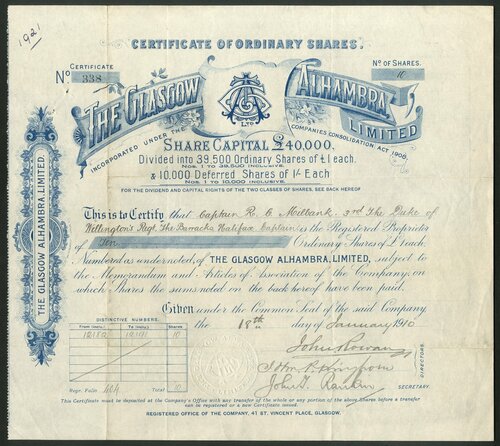 1921
CERTIFICATE OF ORDINARY SHARES.
CERTIFICATE
No 338
No OF SHARES.
10
THE GLASGOW
ALHAMBRA,
LTD
LIMITED
INCORPORATED UNDER THE
COMPANIES CONSOLIDATION ACT 1908,
SHARE CAPITAL £40,000,
Divided into 39,500 Ordinary Shares of £1 each.
NOS. 1 TO 39,500 INCLUSIVE.
& 10,000 Deferred Shares of 1/- Each
NOS. 1 TO 10,000 INCLUSIVE.
FOR THE DIVIDEND AND CAPITAL RIGHTS OF THE TWO CLASSES OF SHARES, SEE BACK HEREOF
This is to Certify that Captain R. C Milbank, 3rd The Duke of
Wellington's Regt. The Barracks Halifax, Captain is the Registered Proprietor
of Ten Ordinary Shares of £1 each,
Numbered as undernoted, of THE GLASGOW ALHAMBRA, LIMITED, subject to
the Memorandum and Articles of Association of the Company; on
which Shares the sums noted on the back hereof have been paid.
Given under the Common Seal of the said Company
the 18th day of January 1910
DISTINCTIVE NUMBERS.
From (incl.) To (incl.) Shares
12182 12191 10
Regr. Folio 464 Total 10
John Rowan
DIRECTORS.
John
SECRETARY.
This Certificate must be deposited at the Company's Office with any transfer of the whole or any portion of the above Shares before a transfer
can be registered or a new Certificate issued.
REGISTERED OFFICE OF THE COMPANY, 41 ST. VINCENT PLACE, GLASGOW.
THE GLASGOW ALHAMBRA, LIMITED.